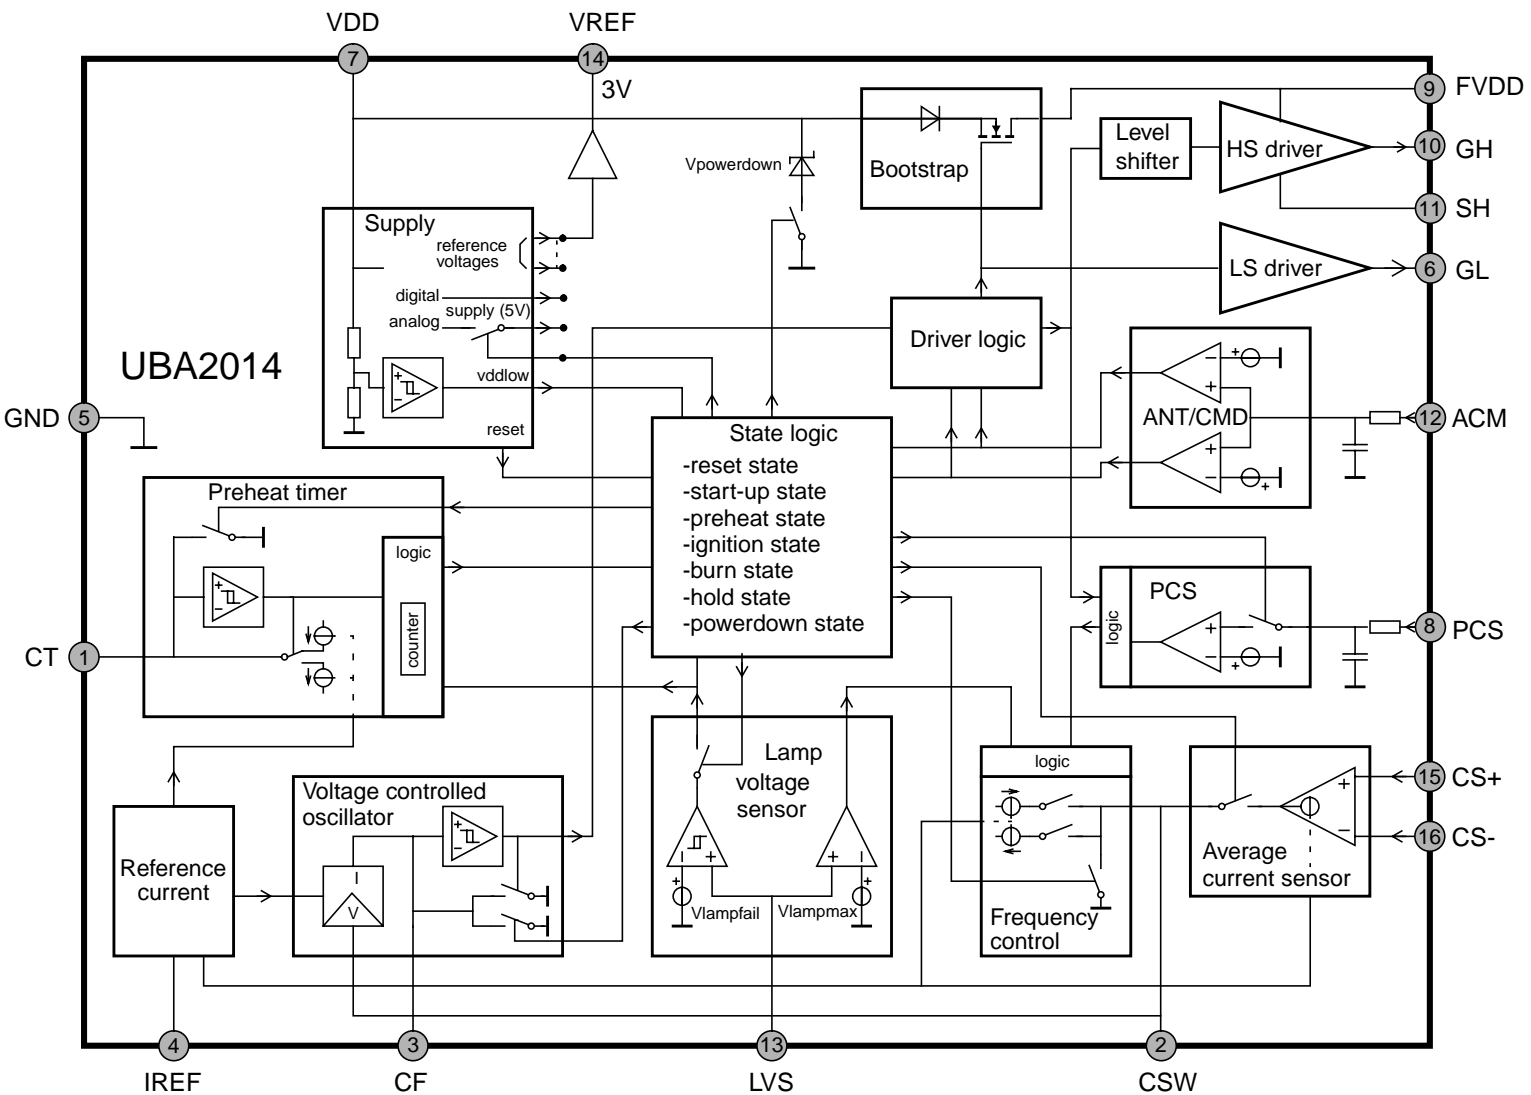 VDD
VREF
7
14
3V
9
FVDD
Bootstrap
Level
shifter
HS driver
10
GH
Vpowerdown
11
SH
Supply
reference
voltages
digital
analog
supply (5V)
vddlow
reset
LS driver
6
GL
Driver logic
UBA2014
GND
5
ANT/CMD
12
ACM
State logic
-reset state
-start-up state
-preheat state
-ignition state
-burn state
-hold state
-powerdown state
Preheat timer
logic
counter
CT
1
logic
PCS
8
PCS
Lamp
voltage
sensor
Vlampfail
Vlampmax
logic
Frequency
control
Average
current sensor
15
CS+
16
CS-
Voltage controlled
oscillator
I
V
Reference
current
4
3
13
2
IREF
CF
LVS
CSW